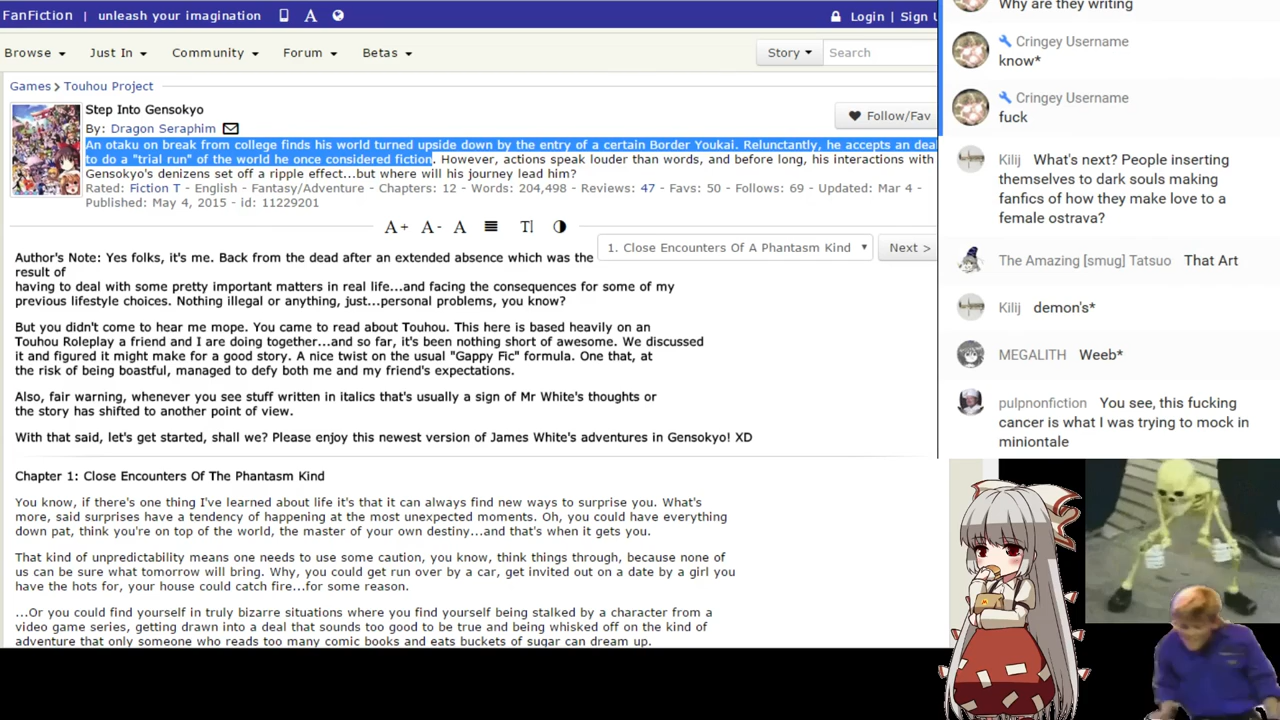 FanFiction | unleash your imagination A Login | Sign U
Browse Just In Community Forum Betas Story Search
Games > Touhou Project
Step Into Gensokyo
By: Dragon Seraphim Follow/Fav
An otaku on break from college finds his world turned upside down by the entry of a certain Border Youkai. Reluctantly, he accepts an deal
to do a "trial run" of the world he once considered fiction. However, actions speak louder than words, and before long, his interactions with
Gensokyo's denizens set off a ripple effect...but where will his journey lead him?
Rated: Fiction T - English - Fantasy/Adventure - Chapters: 12 - Words: 204,498 - Reviews: 47 - Favs: 50 - Follows: 69 - Updated: Mar 4 -
Published: May 4, 2015 - id: 11229201
A+ A- A T
1. Close Encounters Of A Phantasm Kind Next >
Author's Note: Yes folks, it's me. Back from the dead after an extended absence which was the
result of
having to deal with some pretty important matters in real life...and facing the consequences for some of my
previous lifestyle choices. Nothing illegal or anything, just...personal problems, you know?
But you didn't come to hear me mope. You came to read about Touhou. This here is based heavily on an
Touhou Roleplay a friend and I are doing together...and so far, it's been nothing short of awesome. We discussed
it and figured it might make for a good story. A nice twist on the usual "Gappy Fic" formula. One that, at
the risk of being boastful, managed to defy both me and my friend's expectations.
Also, fair warning, whenever you see stuff written in italics that's usually a sign of Mr White's thoughts or
the story has shifted to another point of view.
With that said, let's get started, shall we? Please enjoy this newest version of James White's adventures in Gensokyo! XD
Chapter 1: Close Encounters Of The Phantasm Kind
You know, if there's one thing I've learned about life it's that it can always find new ways to surprise you. What's
more, said surprises have a tendency of happening at the most unexpected moments. Oh, you could have everything
down pat, think you're on top of the world, the master of your own destiny...and that's when it gets you.
That kind of unpredictability means one needs to use some caution, you know, think things through, because none of
us can be sure what tomorrow will bring. Why, you could get run over by a car, get invited out on a date by a girl you
have the hots for, your house could catch fire...for some reason.
...Or you could find yourself in truly bizarre situations where you find yourself being stalked by a character from a
video game series, getting drawn into a deal that sounds too good to be true and being whisked off on the kind of
adventure that only someone who reads too many comic books and eats buckets of sugar can dream up.
Why are they writing
Cringey Username
know*
Cringey Username
fuck
Kilij What's next? People inserting
themselves to dark souls making
fanfics of how they make love to a
female ostrava?
The Amazing [smug] Tatsuo That Art
Kilij demon's*
MEGALITH Weeb*
pulpnonfiction You see, this fucking
cancer is what I was trying to mock in
miniontale